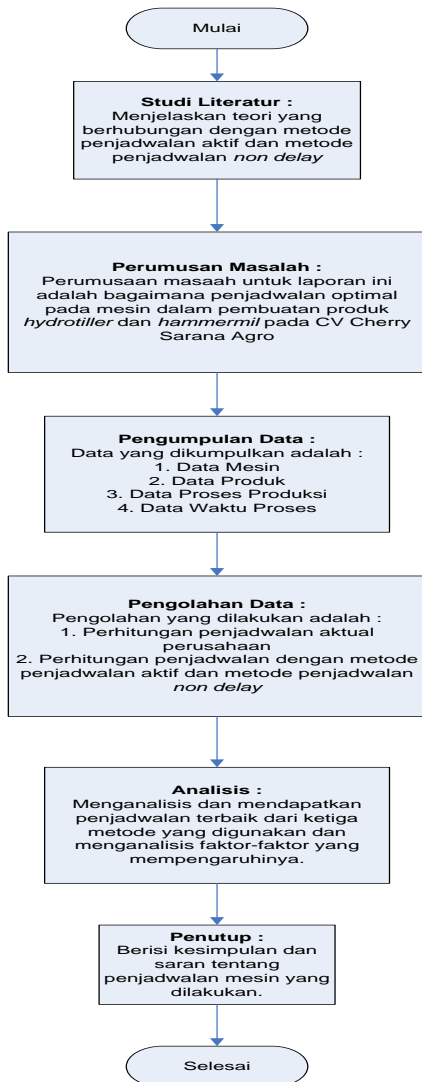 Mulai
Studi Literatur :
Menjelaskan teori yang
berhubungan dengan metode
penjadwalan aktif dan metode
penjadwalan non delay
Perumusan Masalah :
Perumusaan masaah untuk laporan ini
adalah bagaimana penjadwalan optimal
pada mesin dalam pembuatan produk
hydrotiller dan hammermil pada CV Cherry
Sarana Agro
Pengumpulan Data :
Data yang dikumpulkan adalah :
1. Data Mesin
2. Data Produk
3. Data Proses Produksi
4. Data Waktu Proses
Pengolahan Data :
Pengolahan yang dilakukan adalah :
1. Perhitungan penjadwalan aktual
perusahaan
2. Perhitungan penjadwalan dengan metode
penjadwalan aktif dan metode penjadwalan
non delay
Analisis :
Menganalisis dan mendapatkan
penjadwalan terbaik dari ketiga
metode yang digunakan dan
menganalisis faktor-faktor yang
mempengaruhinya.
Penutup :
Berisi kesimpulan dan
saran tentang
penjadwalan mesin yang
dilakukan.
Selesai